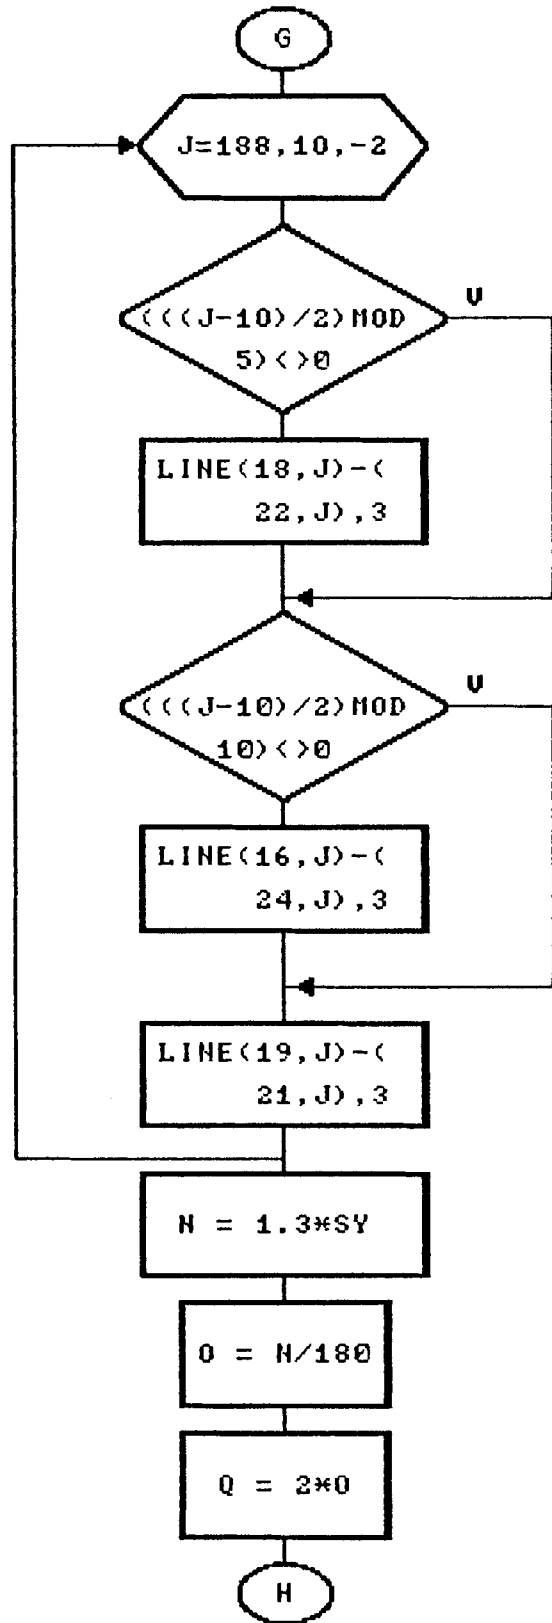 G
J=188,10,-2
(((J-10)/2)MOD
5)<>0
V
LINE(18,J)-(
22,J),3
(((J-10)/2)MOD
10)<>0
V
LINE(16,J)-(
24,J),3
LINE(19,J)-(
21,J),3
N = 1.3*SY
O = N/180
Q = 2*O
H